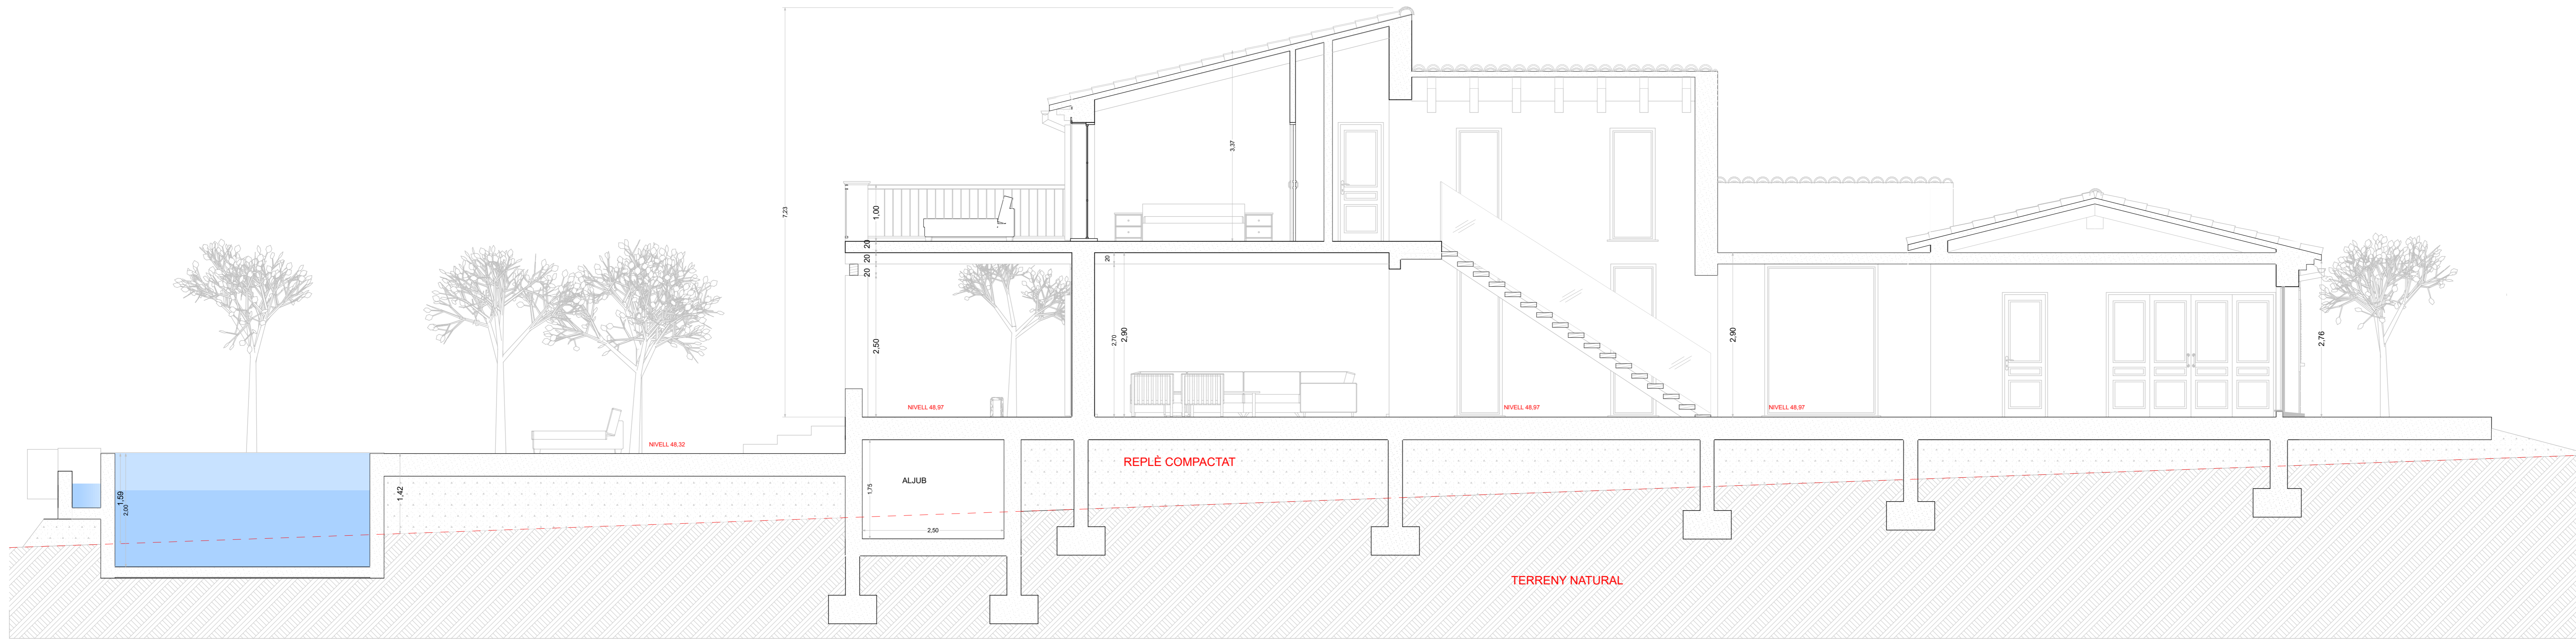 7,23
3,37
1,00
20
20
20
20
2,50
2,70
2,90
2,90
2,76
NIVELL 48,97
NIVELL 48,97
NIVELL 48,97
NIVELL 48,32
REPLÈ COMPACTAT
ALJUB
1,59
2,00
1,42
1,75
2,50
TERRENY NATURAL